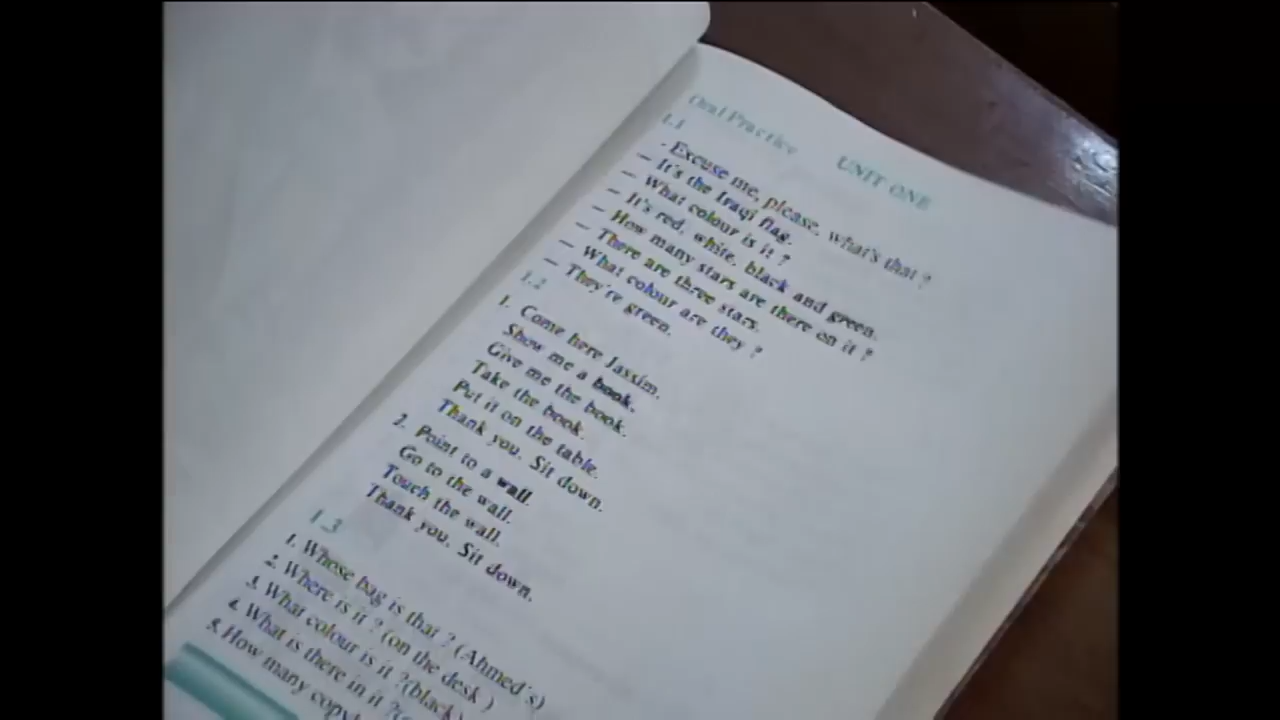 Oral Practice UNIT ONE
1.1
- Excuse me, please, what's that ?
– It's the Iraqi flag.
– What colour is it ?
– It's red, white, black and green.
– How many stars are there on it ?
– There are three stars.
– What colour are they ?
– They're green.
1.2
1. Come here Jassim.
Show me a book.
Give me the book.
Take the book.
Put it on the table.
Thank you. Sit down.
2. Point to a wall.
Go to the wall.
Touch the wall.
Thank you. Sit down.
1.3
1. Whose bag is that ? (Ahmed's)
2. Where is it ? (on the desk )
3. What colour is it ?(black)
4. What is there in it ?
5. How many